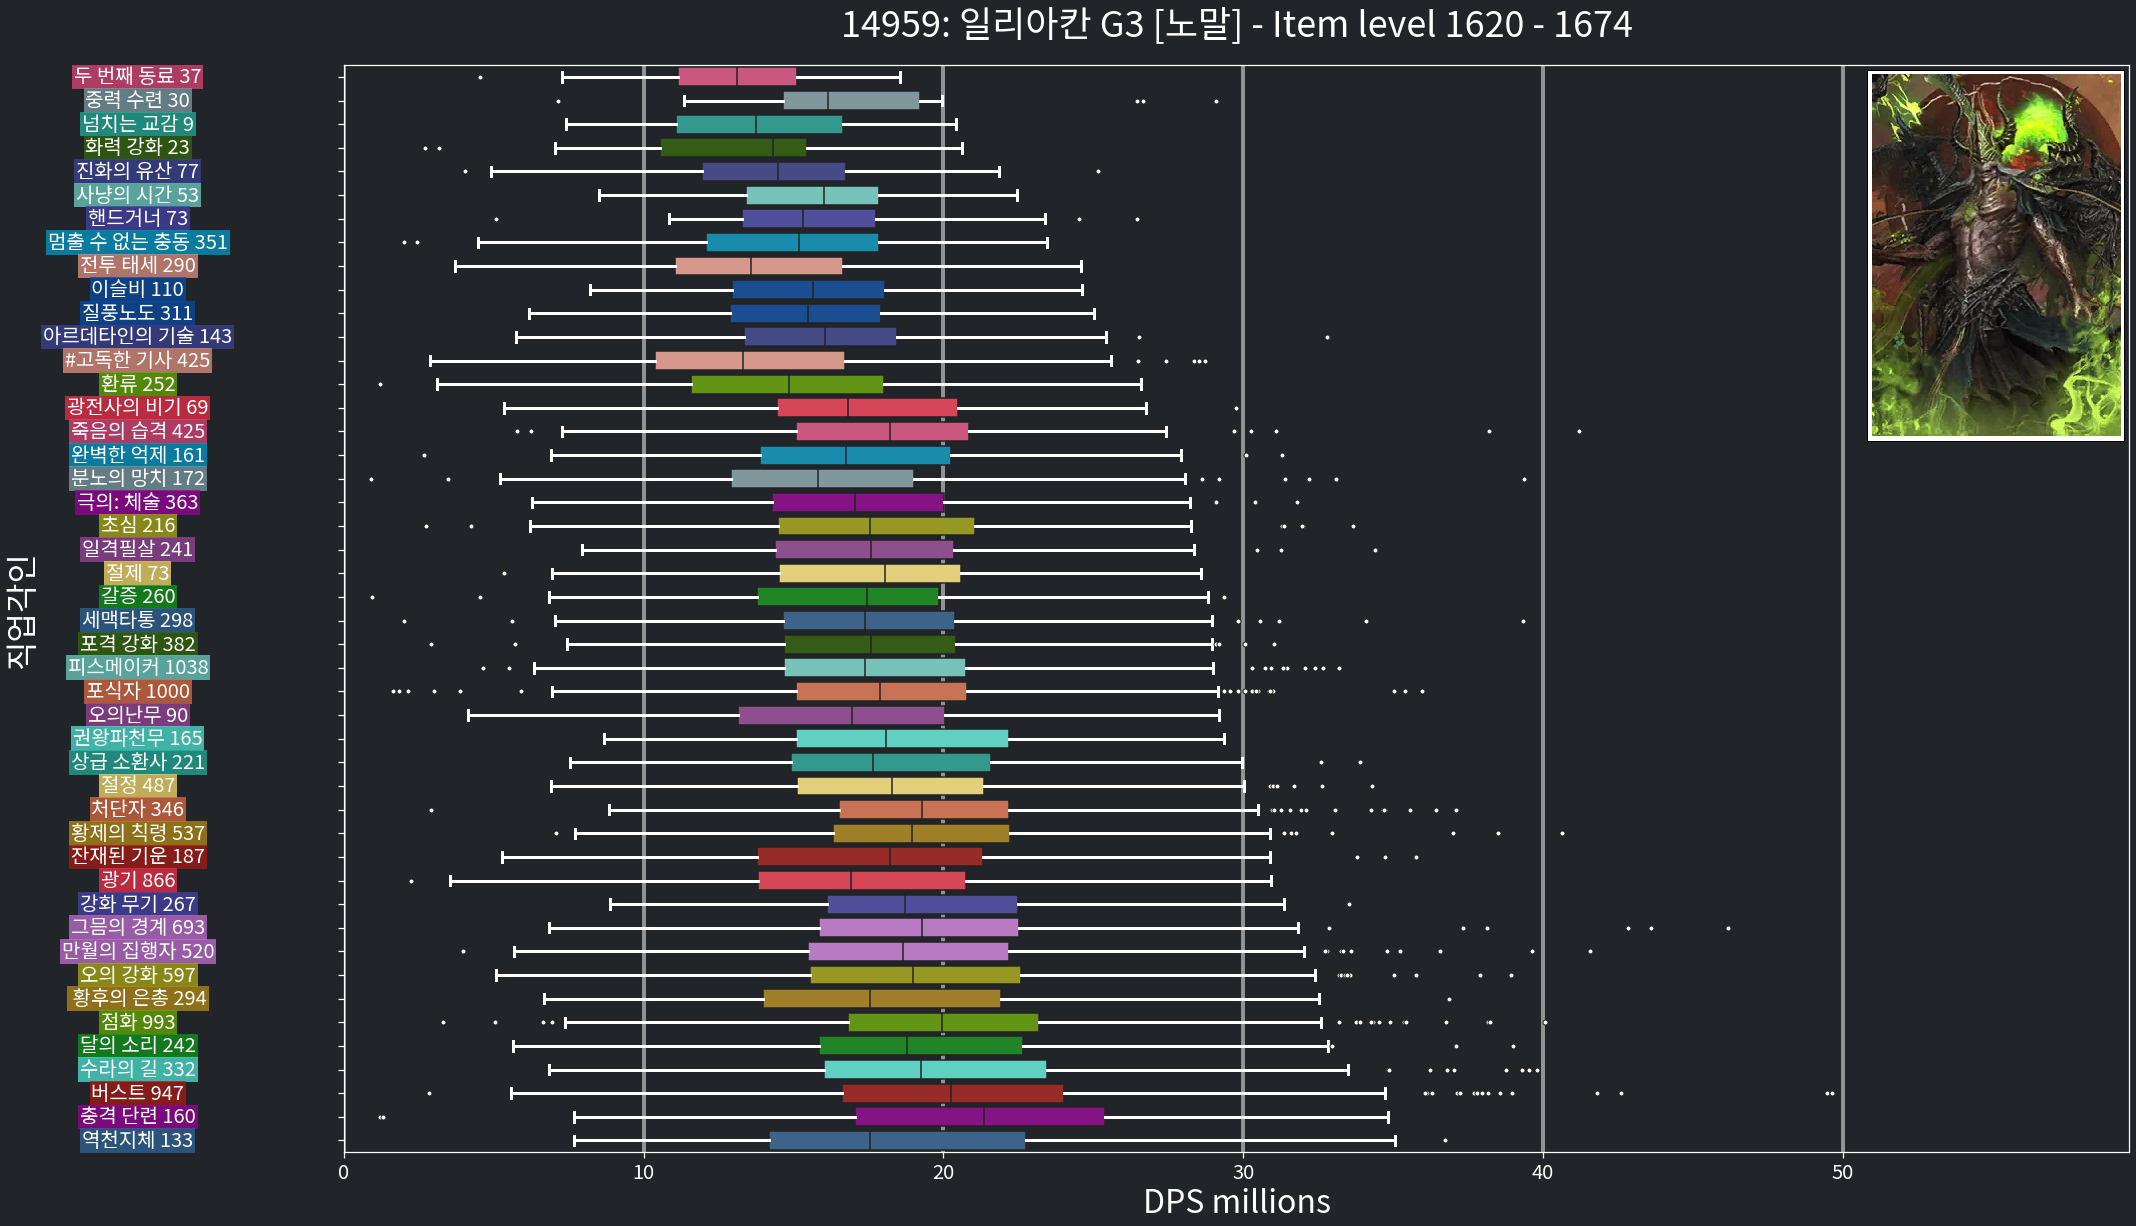 14959: 일리아칸 G3 [노말] - Item level 1620 - 1674
직업각인
두 번째 동료 37
중력 수련 30
넘치는 교감 9
화력 강화 23
진화의 유산 77
사냥의 시간 53
핸드거너 73
멈출 수 없는 충동 351
전투 태세 290
이슬비 110
질풍노도 311
아르데타인의 기술 143
#고독한 기사 425
환류 252
광전사의 비기 69
죽음의 습격 425
완벽한 억제 161
분노의 망치 172
극의: 체술 363
초심 216
일격필살 241
절제 73
갈증 260
세맥타통 298
포격 강화 382
피스메이커 1038
포식자 1000
오의난무 90
권왕파천무 165
상급 소환사 221
절정 487
처단자 346
황제의 칙령 537
잔재된 기운 187
광기 866
강화 무기 267
그믐의 경계 693
만월의 집행자 520
오의 강화 597
황후의 은총 294
점화 993
달의 소리 242
수라의 길 332
버스트 947
충격 단련 160
역천지체 133
0 10 20 30 40 50
DPS millions